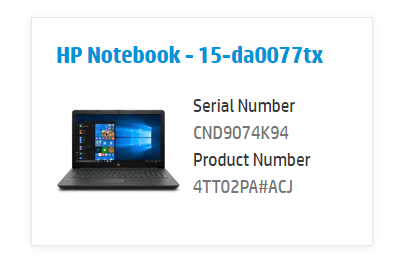 HP Notebook - 15-da0077tx
Serial Number
CND9074K94
Product Number
4TT02PA#ACJ